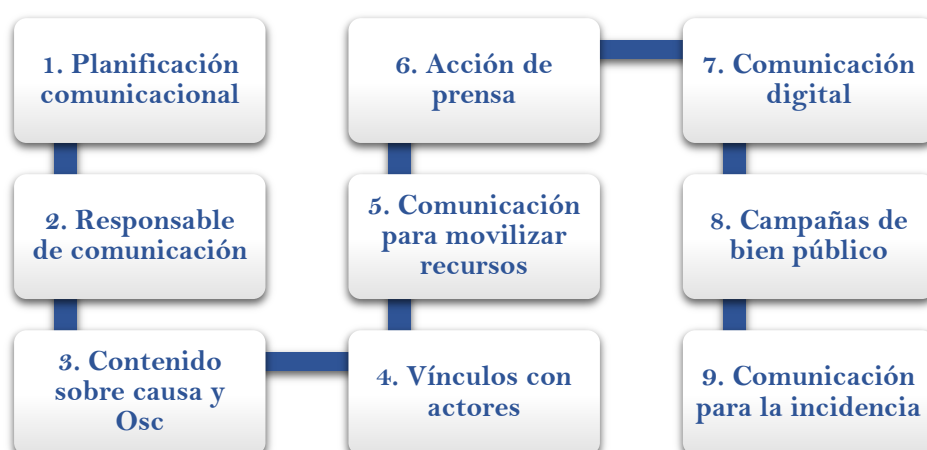 1. Planificación
comunicacional
2. Responsable
de comunicación
3. Contenido
sobre causa y
Osc
4. Vínculos con
actores
5. Comunicación
para movilizar
recursos
6. Acción de
prensa
7. Comunicación
digital
8. Campañas de
bien público
9. Comunicación
para la incidencia